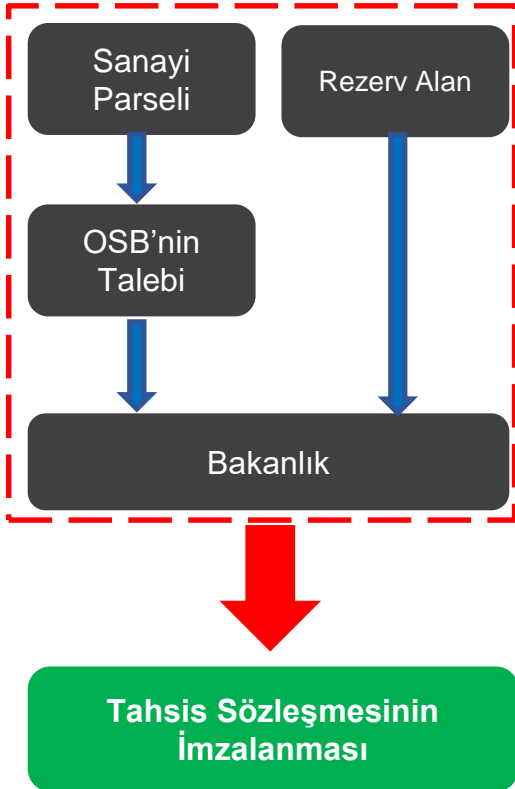 Sanayi
Parseli
Rezerv Alan
OSB’nin
Talebi
Bakanlık
Tahsis Sözleşmesinin
İmzalanması